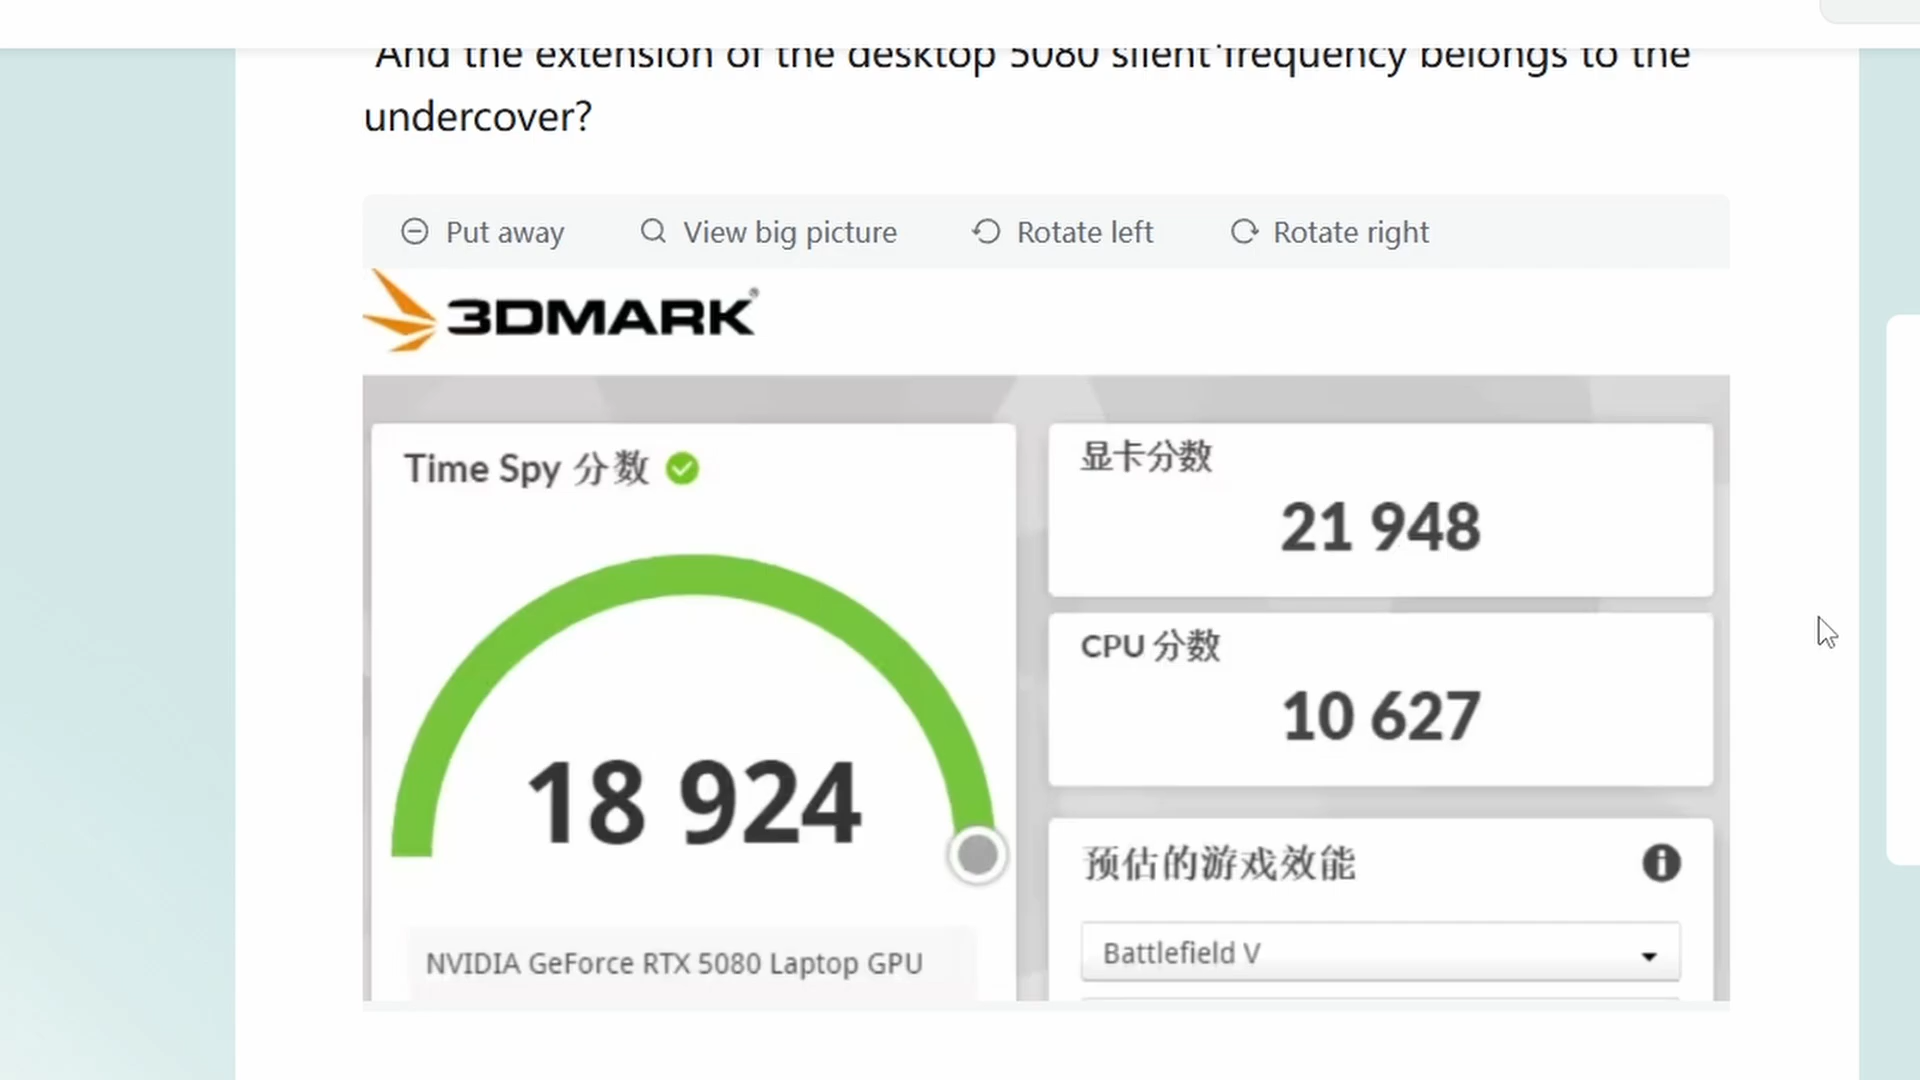 And the extension of the desktop 5080 silent frequency belongs to the
undercover?
Put away View big picture Rotate left Rotate right
3DMARK®
Time Spy 分数
18 924
NVIDIA GeForce RTX 5080 Laptop GPU
显卡分数
21 948
CPU 分数
10 627
预估的游戏效能
Battlefield V